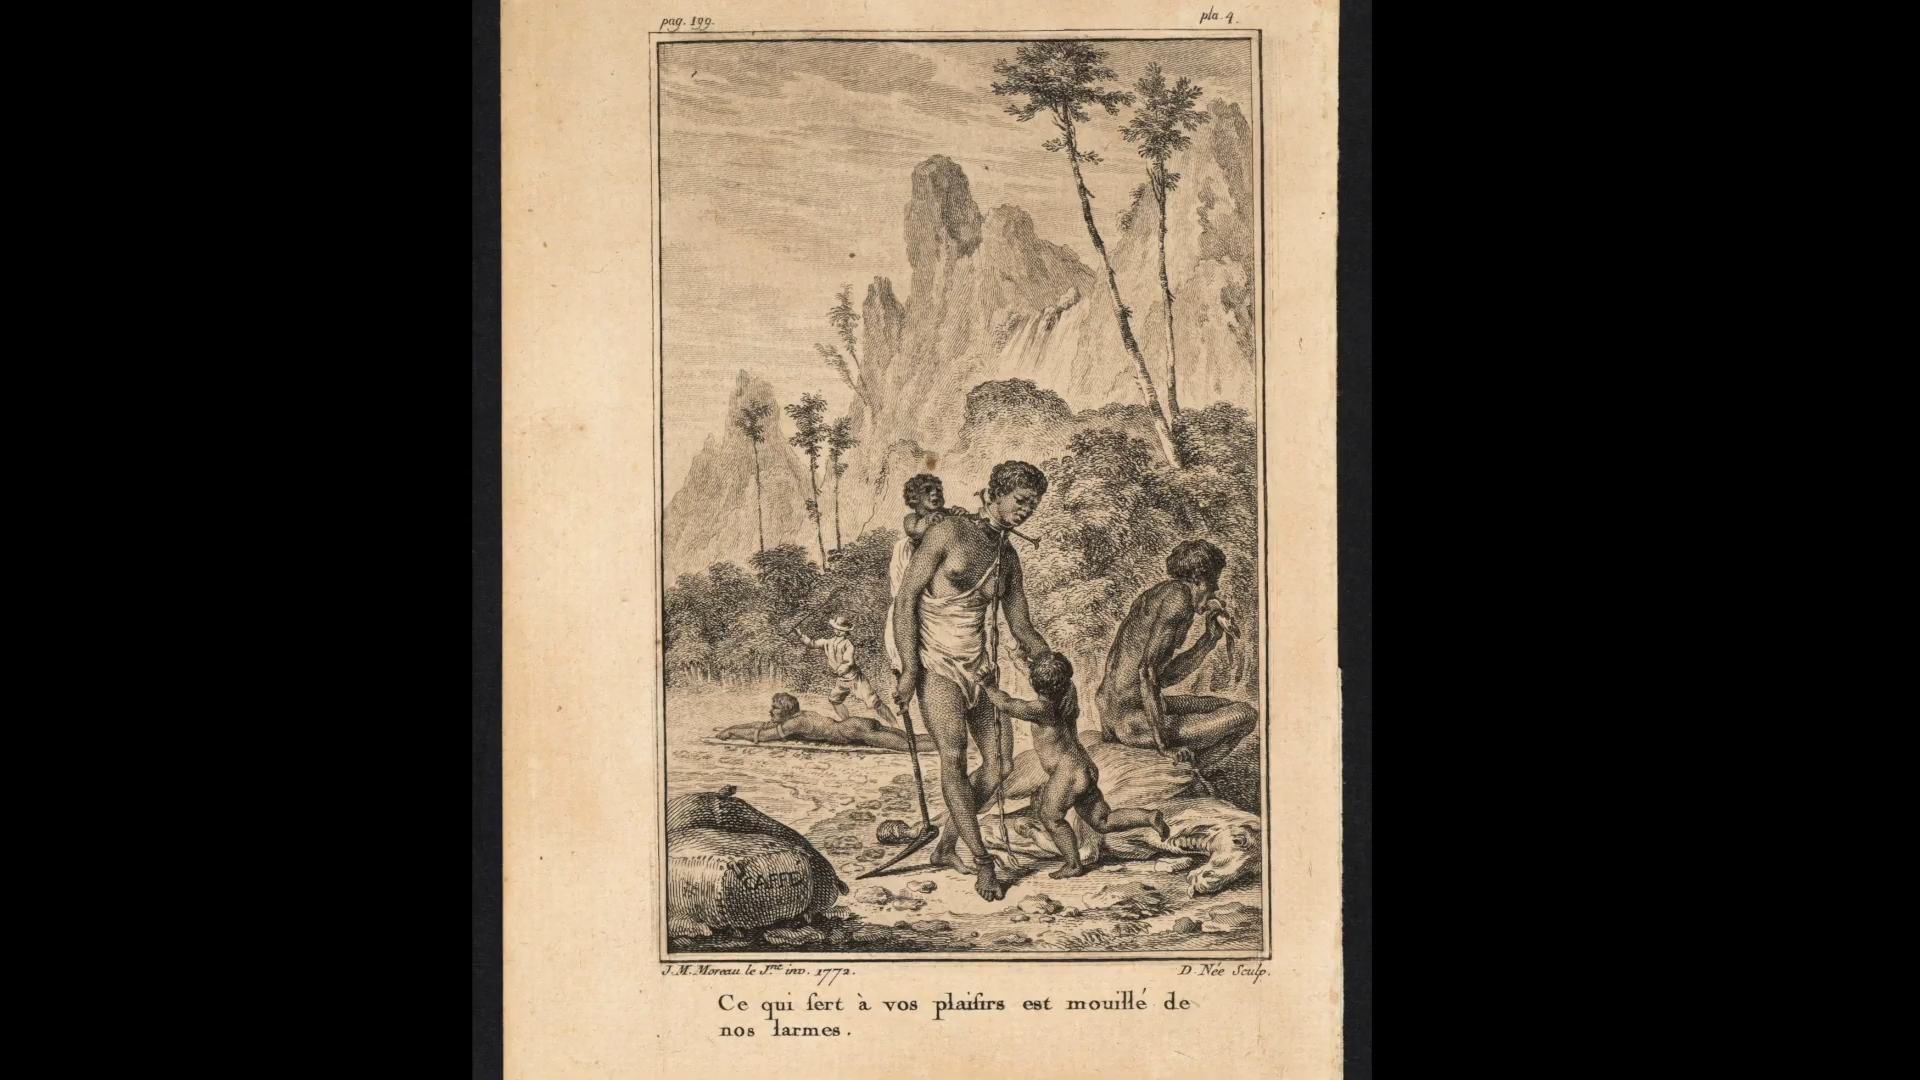 pag. 199.
pla. 4.
CAFFE
J. M. Moreau le J.ne inv. 1772.
D. Née Sculp.
Ce qui ſert à vos plaiſirs est mouillé de
nos larmes.